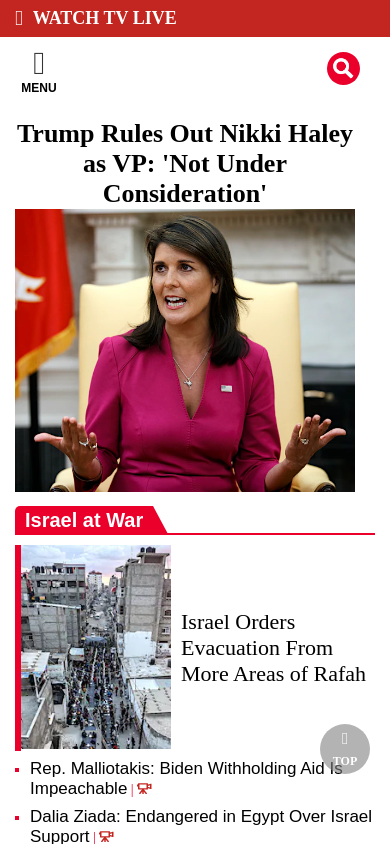 WATCH TV LIVE
MENU
Trump Rules Out Nikki Haley
as VP: 'Not Under
Consideration'
Israel at War
Israel Orders
Evacuation From
More Areas of Rafah
TOP
Rep. Malliotakis: Biden Withholding Aid Is
Impeachable |
Dalia Ziada: Endangered in Egypt Over Israel
Support |